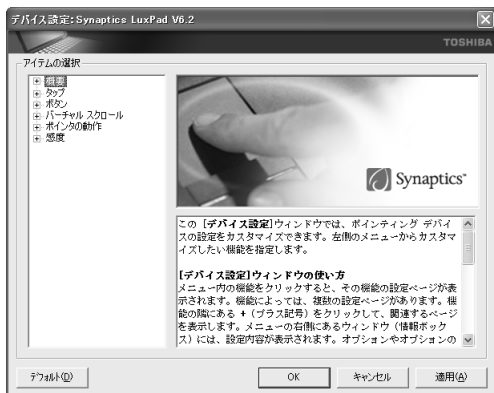 デバイス設定:Synaptics LuxPad V6.2
TOSHIBA
アイテムの選択
概要
タップ
ボタン
バーチャル スクロール
ポインタの動作
感度
Synaptics
この [デバイス設定]ウィンドウでは、ポインティング デバイ
スの設定をカスタマイズできます。左側のメニューからカスタマ
イズしたい機能を指定します。
[デバイス設定]ウィンドウの使い方
メニュー内の機能をクリックすると、その機能の設定ページが表
示されます。機能によっては、複数の設定ページがあります。機
能の隣にある + (プラス記号) をクリックして、関連するページ
を表示します。メニューの右側にあるウィンドウ (情報ボック
ス) には、設定内容が表示されます。オプションやオプションの
デフォルト(D)
OK
キャンセル
適用(A)